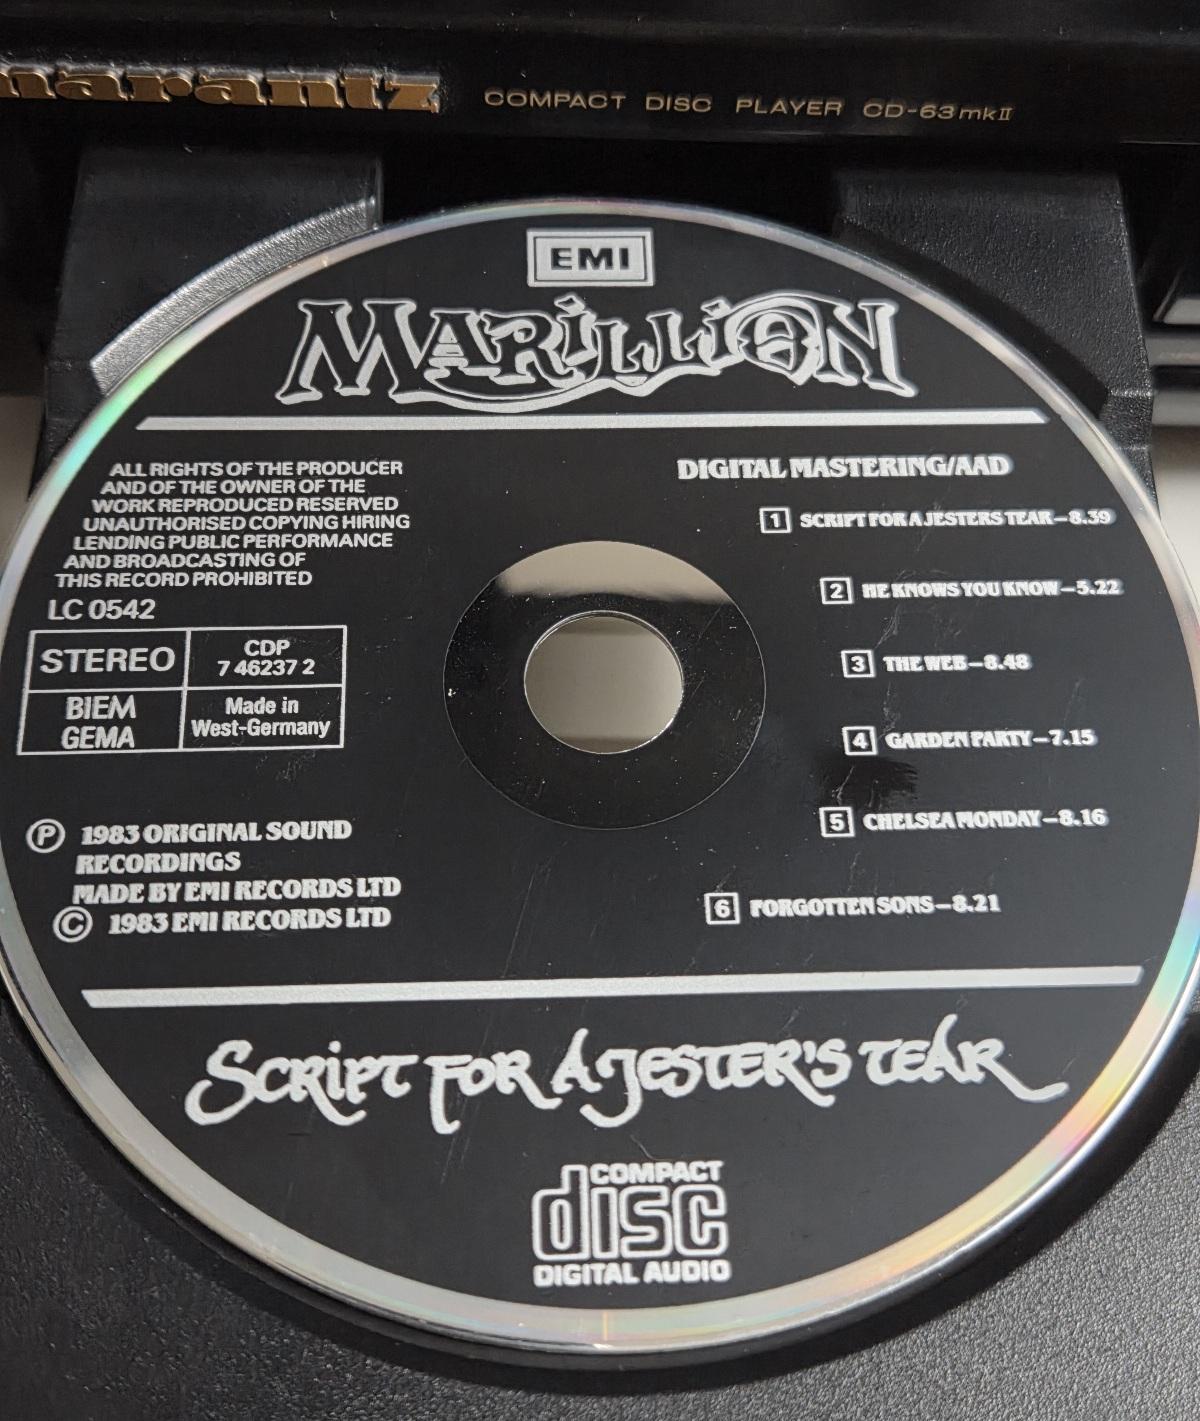 marantz COMPACT DISC PLAYER CD-63 mkII
EMI
MARILLION
ALL RIGHTS OF THE PRODUCER
AND OF THE OWNER OF THE
WORK REPRODUCED RESERVED
UNAUTHORISED COPYING HIRING
LENDING PUBLIC PERFORMANCE
AND BROADCASTING OF
THIS RECORD PROHIBITED
LC 0542
STEREO
CDP
7 46237 2
BIEM
GEMA
Made in
West-Germany
Ⓟ 1983 ORIGINAL SOUND
RECORDINGS
MADE BY EMI RECORDS LTD
© 1983 EMI RECORDS LTD
DIGITAL MASTERING/AAD
1 SCRIPT FOR A JESTERS TEAR–8.39
2 HE KNOWS YOU KNOW–5.22
3 THE WEB–8.48
4 GARDEN PARTY–7.15
5 CHELSEA MONDAY–8.16
6 FORGOTTEN SONS–8.21
SCRIPT FOR A JESTER'S TEAR
COMPACT
disc
DIGITAL AUDIO